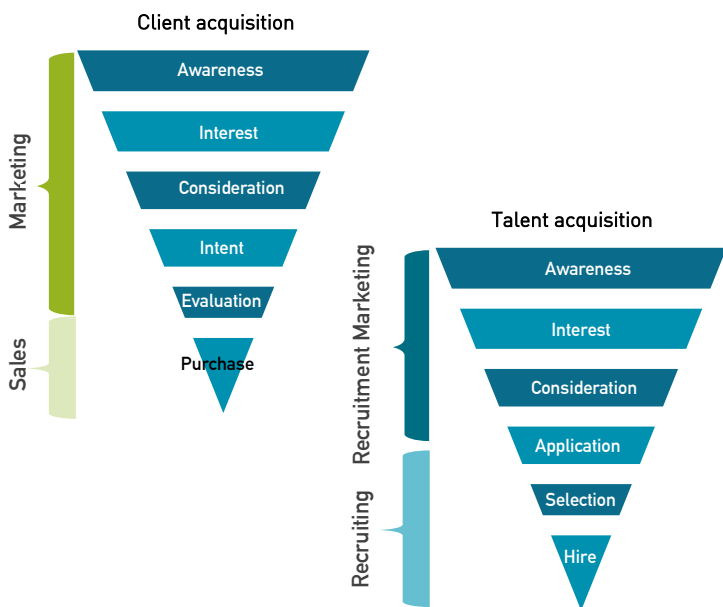 Client acquisition
Marketing
Sales
Awareness
Interest
Consideration
Intent
Evaluation
Purchase
Talent acquisition
Recruitment Marketing
Recruiting
Awareness
Interest
Consideration
Application
Selection
Hire